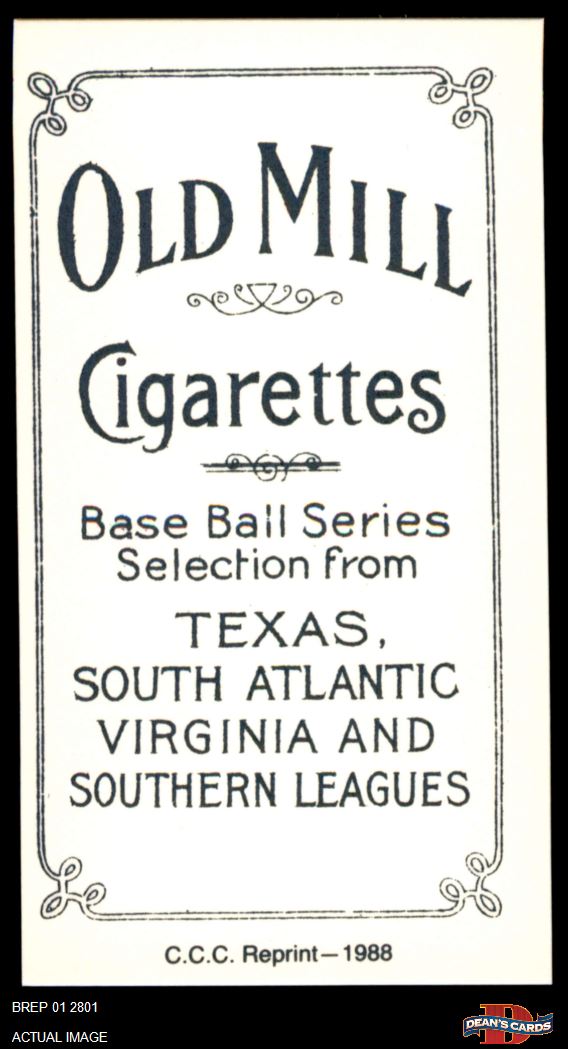 OLD MILL
Cigarettes
Base Ball Series
Selection from
TEXAS,
SOUTH ATLANTIC
VIRGINIA AND
SOUTHERN LEAGUES
C.C.C. Reprint—1988
BREP 01 2801
ACTUAL IMAGE
D
DEAN'S CARDS